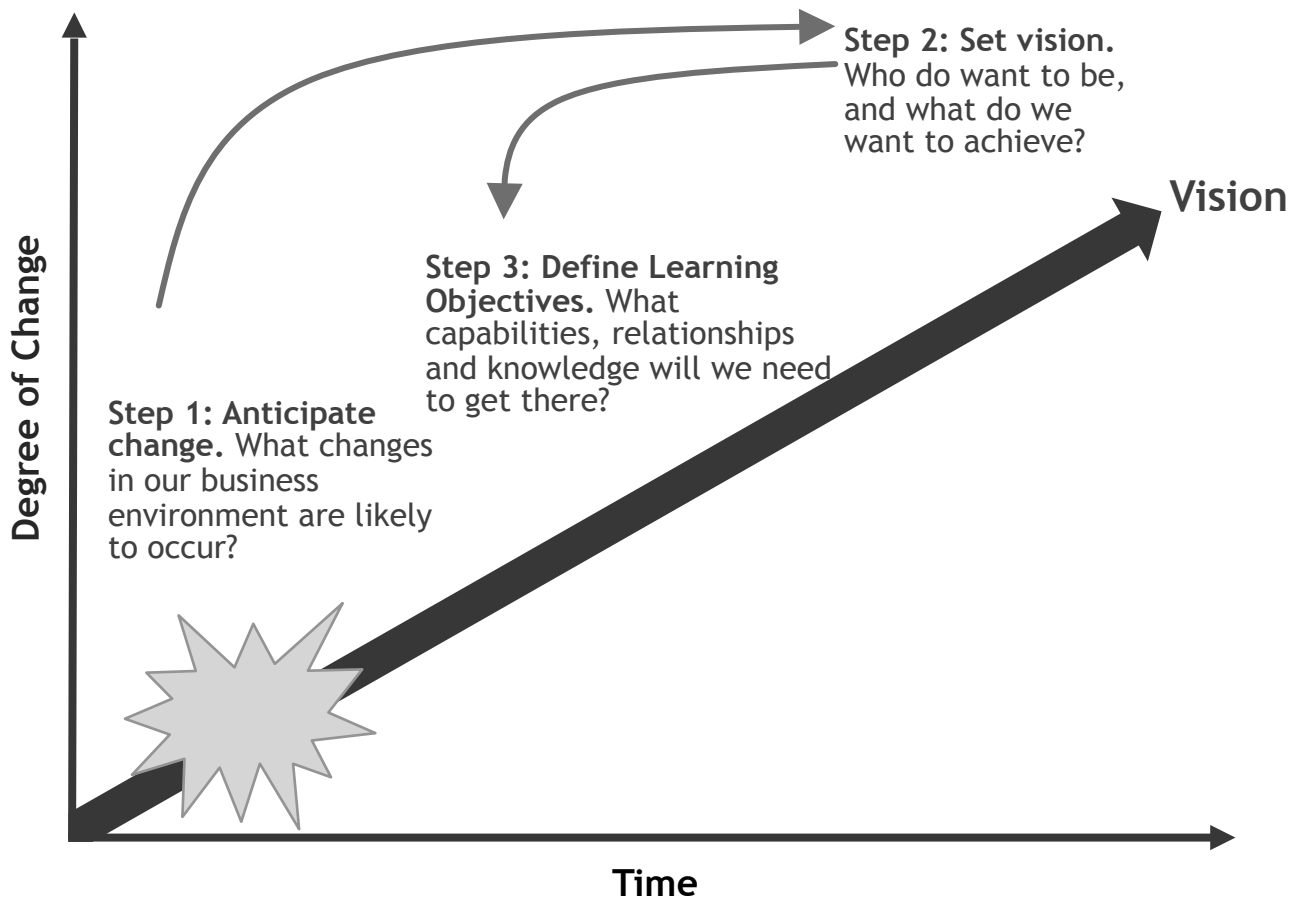 Step 2: Set vision.
Who do want to be,
and what do we
want to achieve?
Vision
Step 3: Define Learning
Objectives. What
capabilities, relationships
and knowledge will we need
to get there?
Step 1: Anticipate
change. What changes
in our business
environment are likely
to occur?
Degree of Change
Time